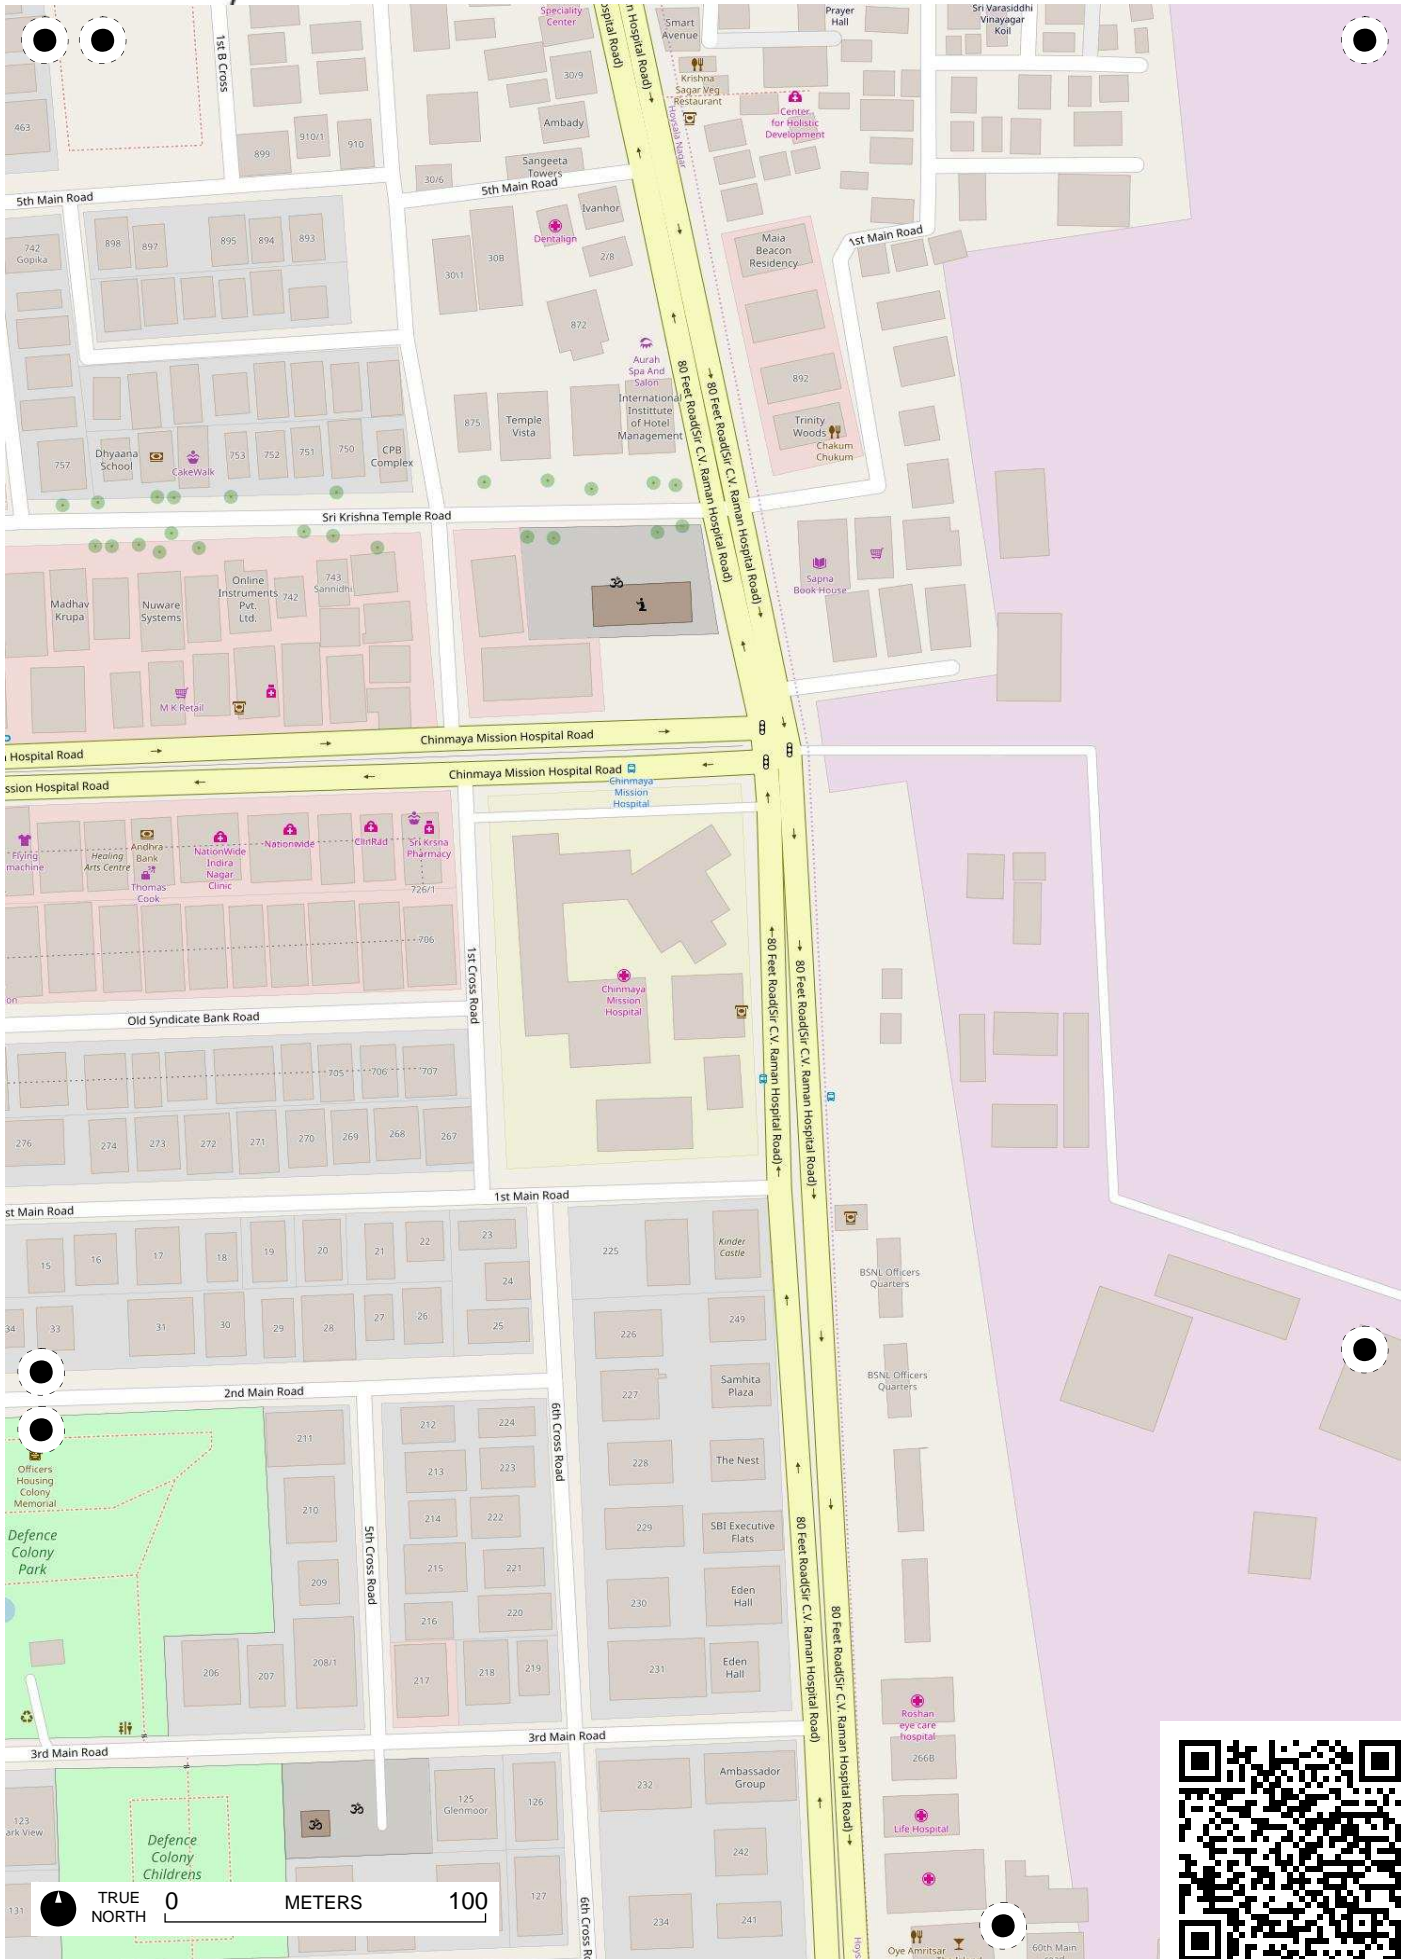 Speciality
Center
Smart
Avenue
Prayer
Hall
Sri Varasiddhi
Vinayagar
Koil
1st B Cross
30/9
Krishna
Sagar Veg
Restaurant
Center
for Holistic
Development
Hoysala Nagar
463
899
910/1
910
Ambady
Sangeeta
Towers
30/6
5th Main Road
5th Main Road
Ivanhor
Dentalign
2/8
742
Gopika
898
897
895
894
893
30\1
30B
Maia
Beacon
Residency
1st Main Road
872
Aurah
Spa And
Salon
80 Feet Road(Sir C.V. Raman Hospital Road)
80 Feet Road(Sir C.V. Raman Hospital Road)
892
International
Instittute
of Hotel
Management
875
Temple
Vista
Trinity
Woods
Chakum
Chukum
757
Dhyaana
School
CakeWalk
753
752
751
750
CPB
Complex
Sri Krishna Temple Road
Madhav
Krupa
Nuware
Systems
Online
Instruments
Pvt.
Ltd.
742
743
Sannidhi
Sapna
Book House
M K Retail
Hospital Road
Chinmaya Mission Hospital Road
ssion Hospital Road
Chinmaya Mission Hospital Road
Chinmaya
Mission
Hospital
Flying
machine
Healing
Arts Centre
Andhra
Bank
Thomas
Cook
NationWide
Indira
Nagar
Clinic
Nationwide
ClinRad
Sri Krsna
Pharmacy
726/1
706
1st Cross Road
Chinmaya
Mission
Hospital
80 Feet Road(Sir C.V. Raman Hospital Road)
80 Feet Road(Sir C.V. Raman Hospital Road)
on
Old Syndicate Bank Road
705
706
707
276
274
273
272
271
270
269
268
267
st Main Road
1st Main Road
15
16
17
18
19
20
21
22
23
24
225
Kinder
Castle
BSNL Officers
Quarters
34
33
31
30
29
28
27
26
25
226
249
2nd Main Road
227
Samhita
Plaza
BSNL Officers
Quarters
6th Cross Road
211
212
224
213
223
228
The Nest
Officers
Housing
Colony
Memorial
210
214
222
229
SBI Executive
Flats
Defence
Colony
Park
5th Cross Road
209
215
221
230
Eden
Hall
216
220
80 Feet Road(Sir C.V. Raman Hospital Road)
80 Feet Road(Sir C.V. Raman Hospital Road)
206
207
208/1
217
218
219
231
Eden
Hall
Roshan
eye care
hospital
3rd Main Road
3rd Main Road
266B
232
Ambassador
Group
123
ark View
125
Glenmoor
126
Life Hospital
Defence
Colony
Childrens
242
131
127
234
241
6th Cross R
TRUE
NORTH
0 METERS 100
Oye Amritsar
60th Main